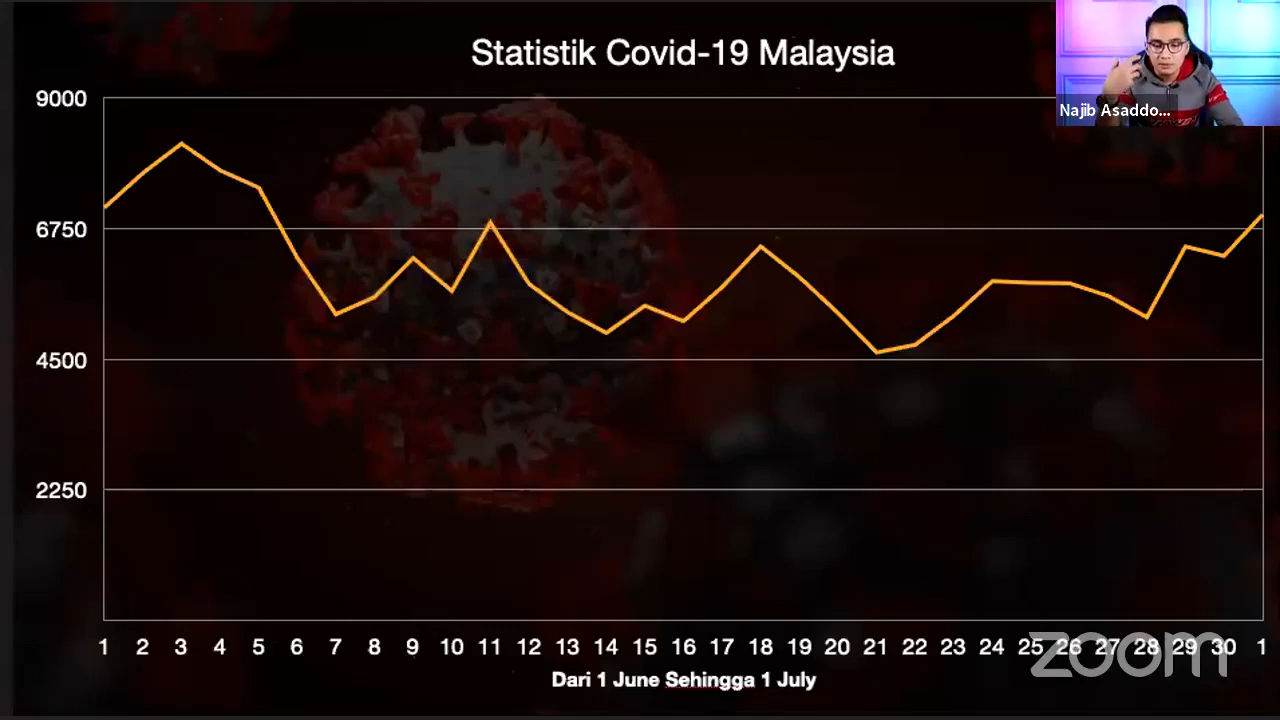 Statistik Covid-19 Malaysia
Najib Asaddo...
9000
6750
4500
2250
1 2 3 4 5 6 7 8 9 10 11 12 13 14 15 16 17 18 19 20 21 22 23 24 25 26 27 28 29 30 1
zoom
Dari 1 June Sehingga 1 July